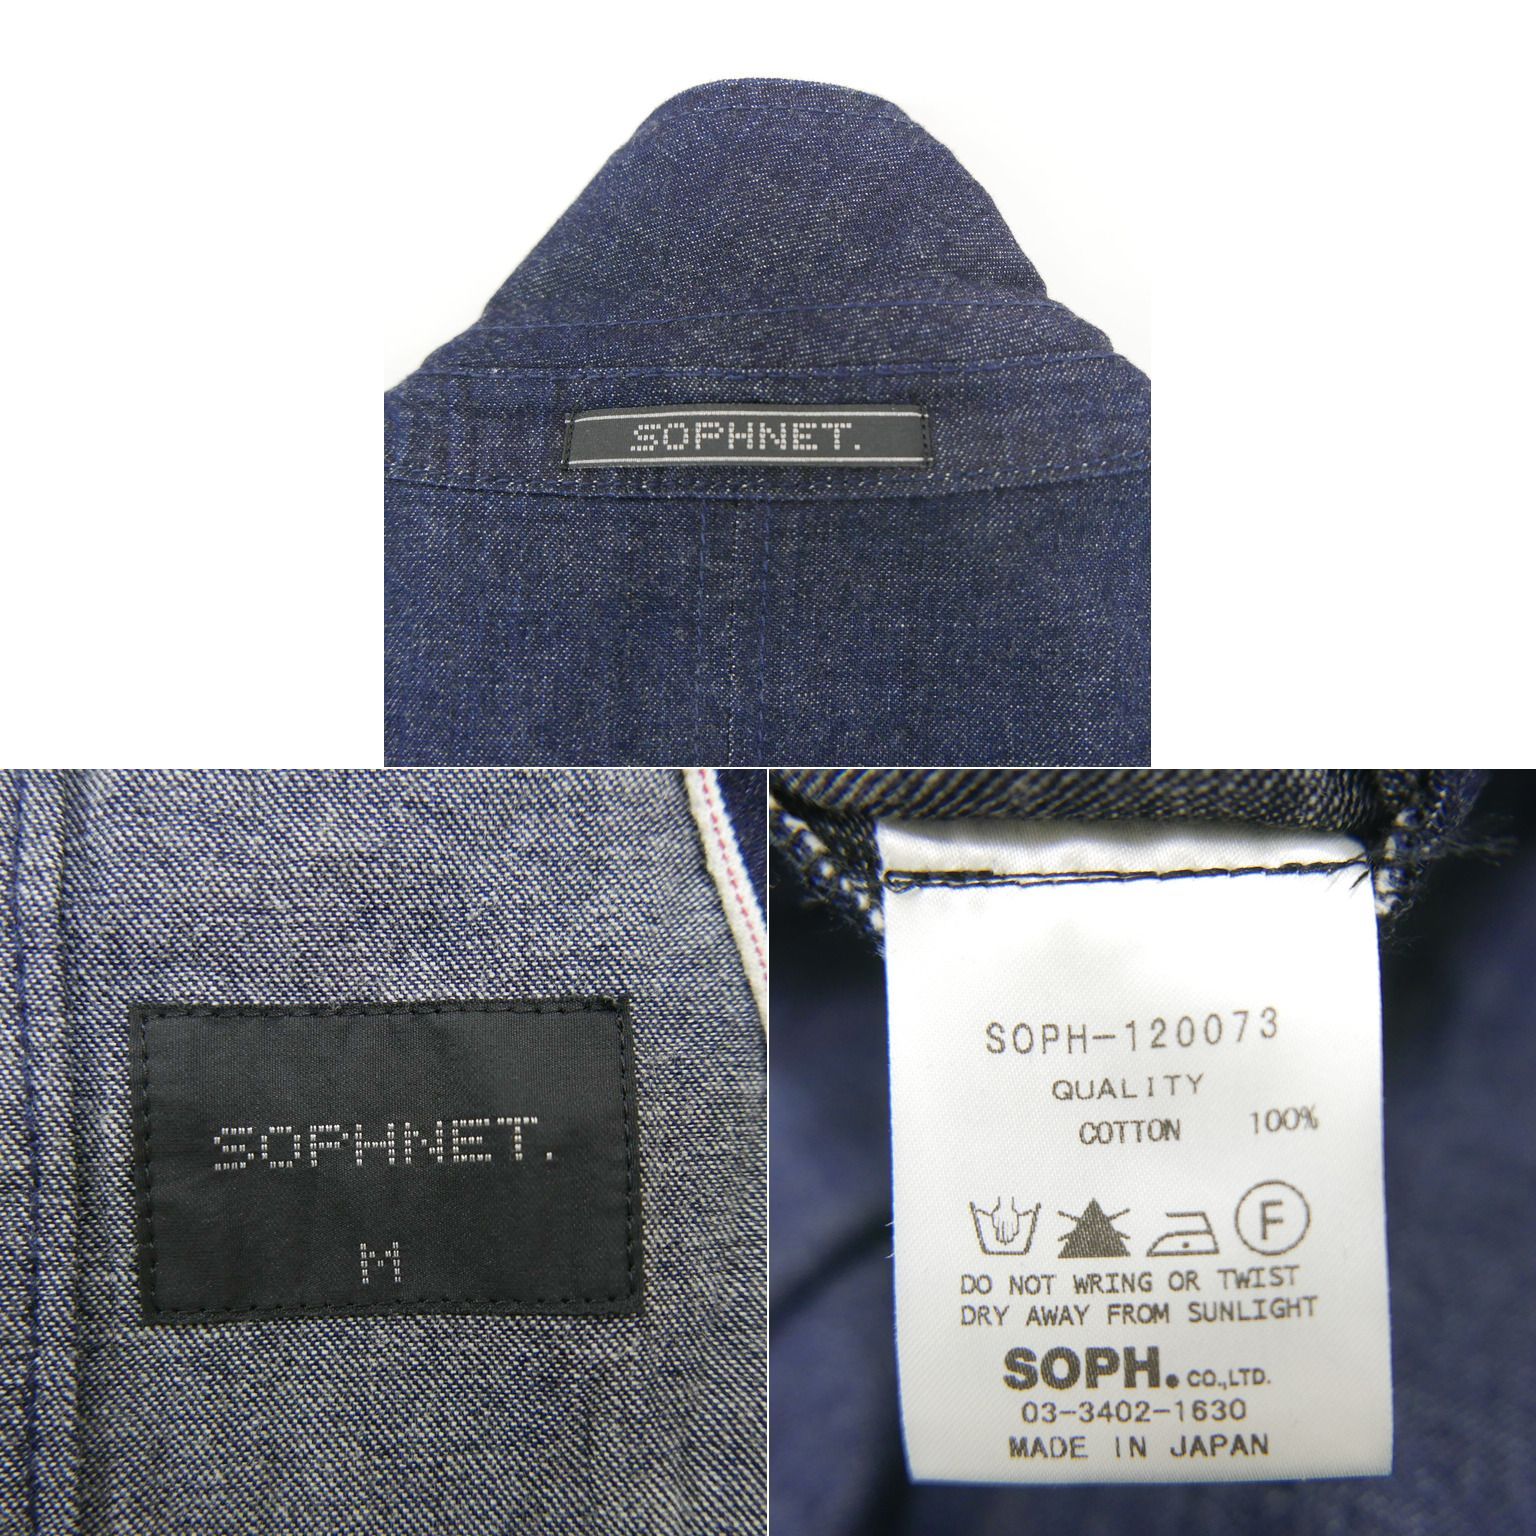 SOPHNET.
SOPHNET.
M
SOPH-120073
QUALITY
COTTON 100%
F
DO NOT WRING OR TWIST
DRY AWAY FROM SUNLIGHT
SOPH. CO.,LTD.
03-3402-1630
MADE IN JAPAN